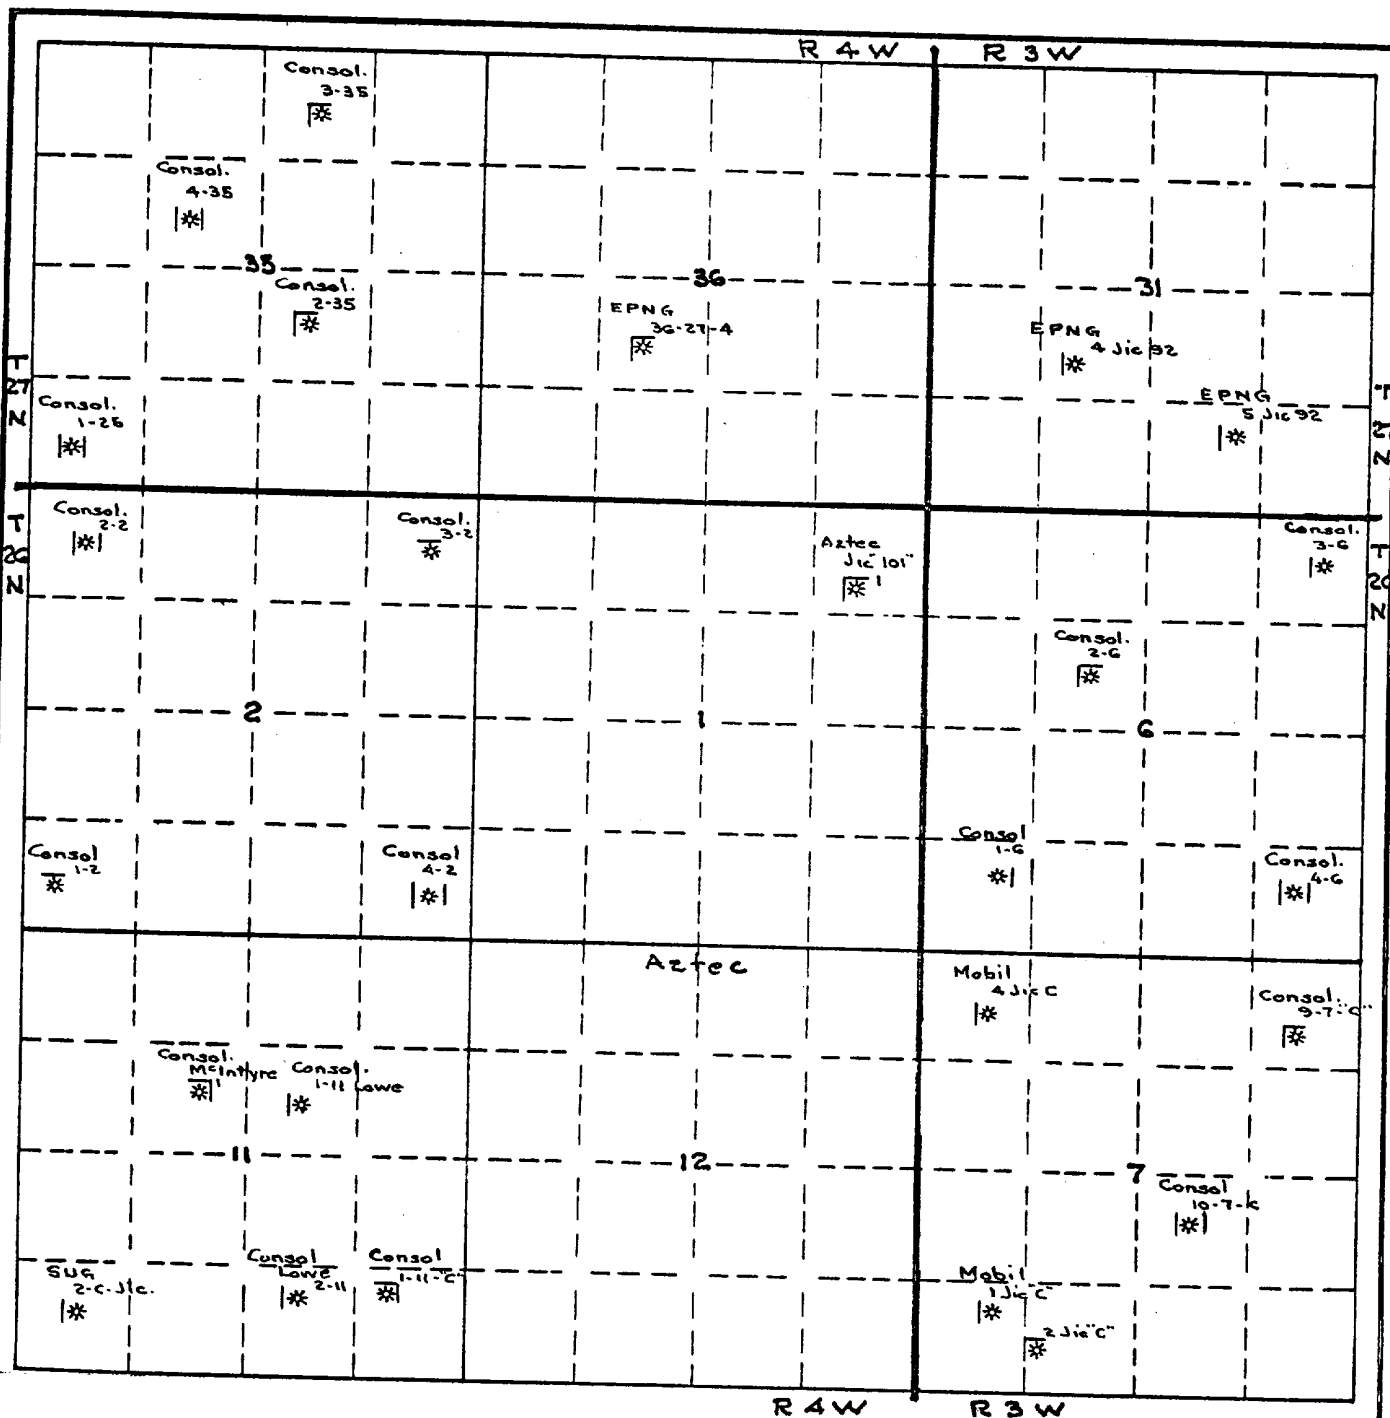 R 4 W R 3 W
Consol.
3-35
Consol.
4-35
35
36
31
Consol.
2-35
EPNG
36-27-4
EPNG
4 Jic 92
EPNG
5 Jic 92
T
27
N
Consol.
1-26
T
N
Consol.
2-2
Consol.
3-2
Aztec
Jic "101"
1
Consol.
3-6
T
26
N
T
26
N
Consol.
2-6
2
1
6
Consol
1-2
Consol
4-2
Consol
1-6
Consol.
4-6
Aztec
Mobil
4 Jic C
Consol.
9-7-"C"
Consol.
McIntyre
1
Consol.
1-11 Lowe
11
12
7
Consol
10-7-K
SUG
2-C-Jic.
Consol
Lowe
2-11
Consol
1-11-"C"
Mobil
1 Jic "C"
2 Jic "C"
R 4 W R 3 W